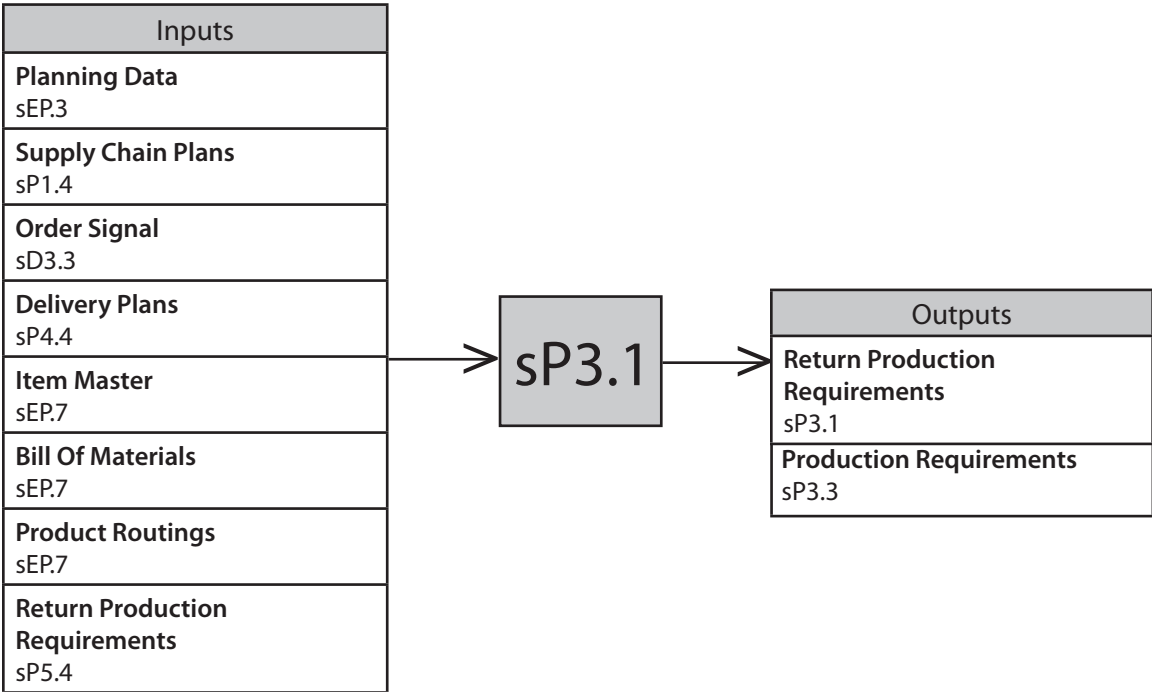 Inputs
Planning Data
sEP.3
Supply Chain Plans
sP1.4
Order Signal
sD3.3
Delivery Plans
sP4.4
Item Master
sEP.7
Bill Of Materials
sEP.7
Product Routings
sEP.7
Return Production
Requirements
sP5.4
sP3.1
Outputs
Return Production
Requirements
sP3.1
Production Requirements
sP3.3